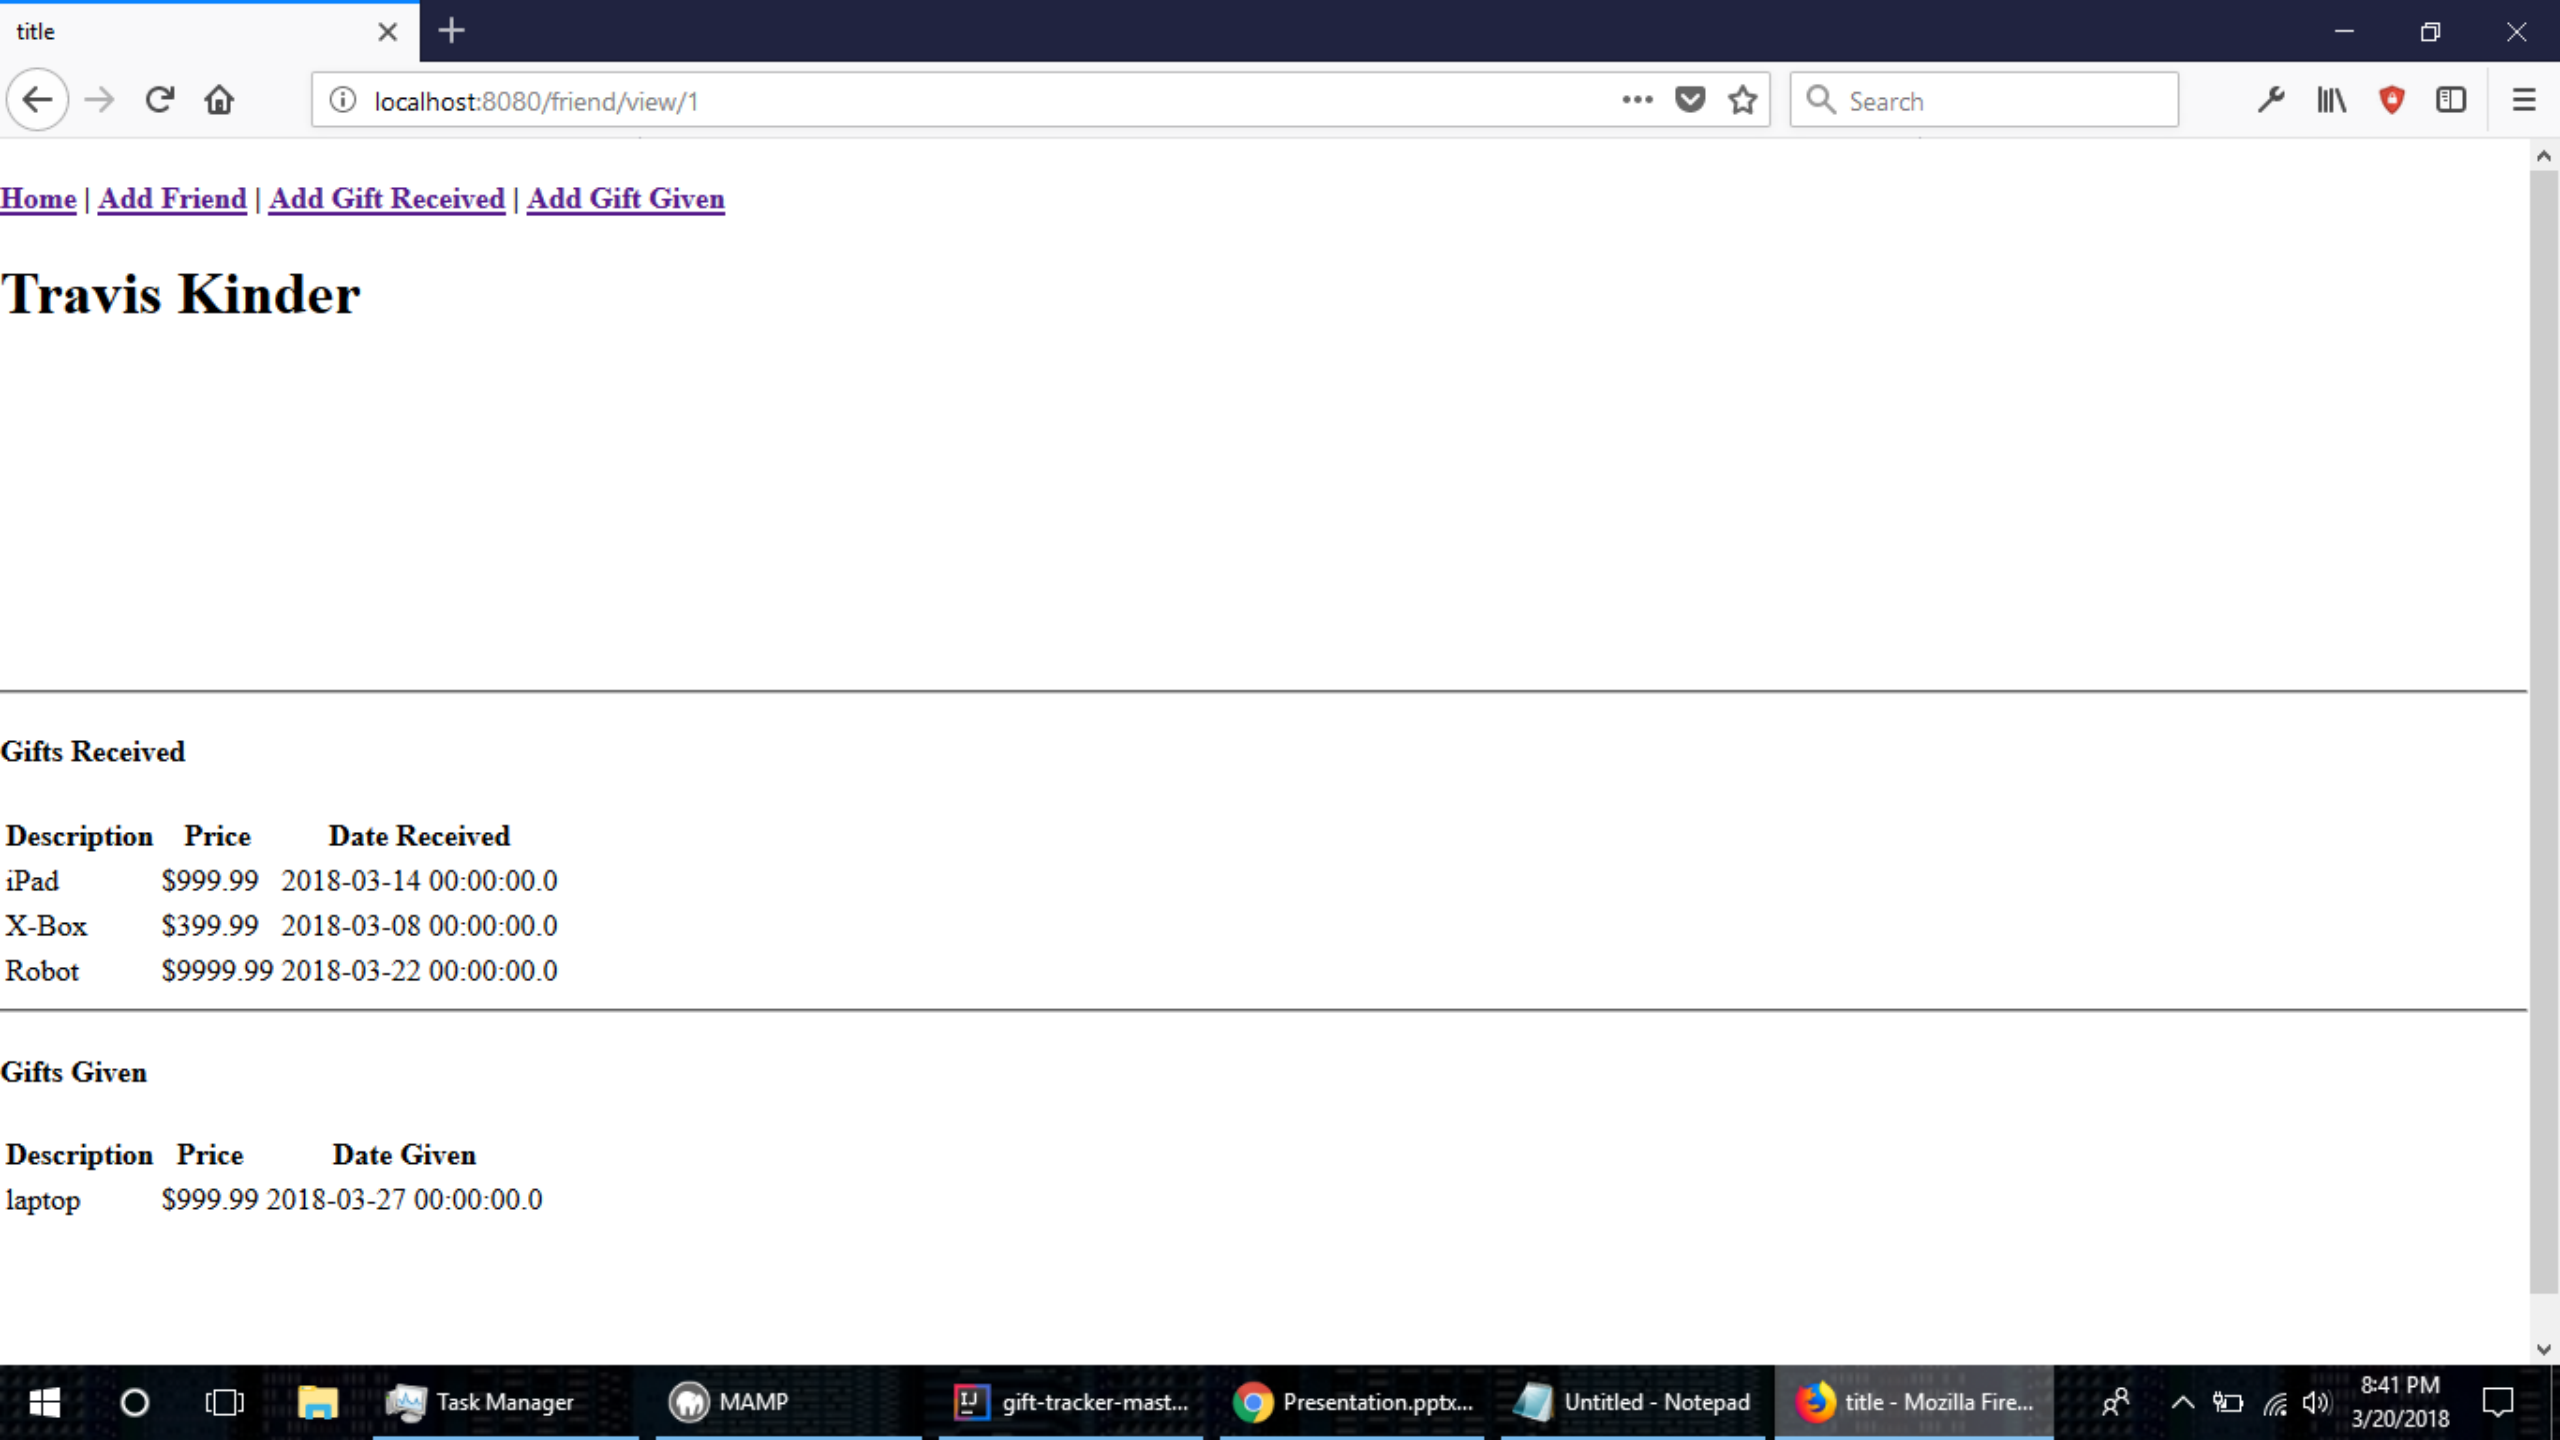 title
localhost:8080/friend/view/1
Search
Home | Add Friend | Add Gift Received | Add Gift Given
Travis Kinder
Gifts Received
Description Price Date Received
iPad $999.99 2018-03-14 00:00:00.0
X-Box $399.99 2018-03-08 00:00:00.0
Robot $9999.99 2018-03-22 00:00:00.0
Gifts Given
Description Price Date Given
laptop $999.99 2018-03-27 00:00:00.0
Task Manager
MAMP
gift-tracker-mast...
Presentation.pptx...
Untitled - Notepad
title - Mozilla Fire...
8:41 PM
3/20/2018